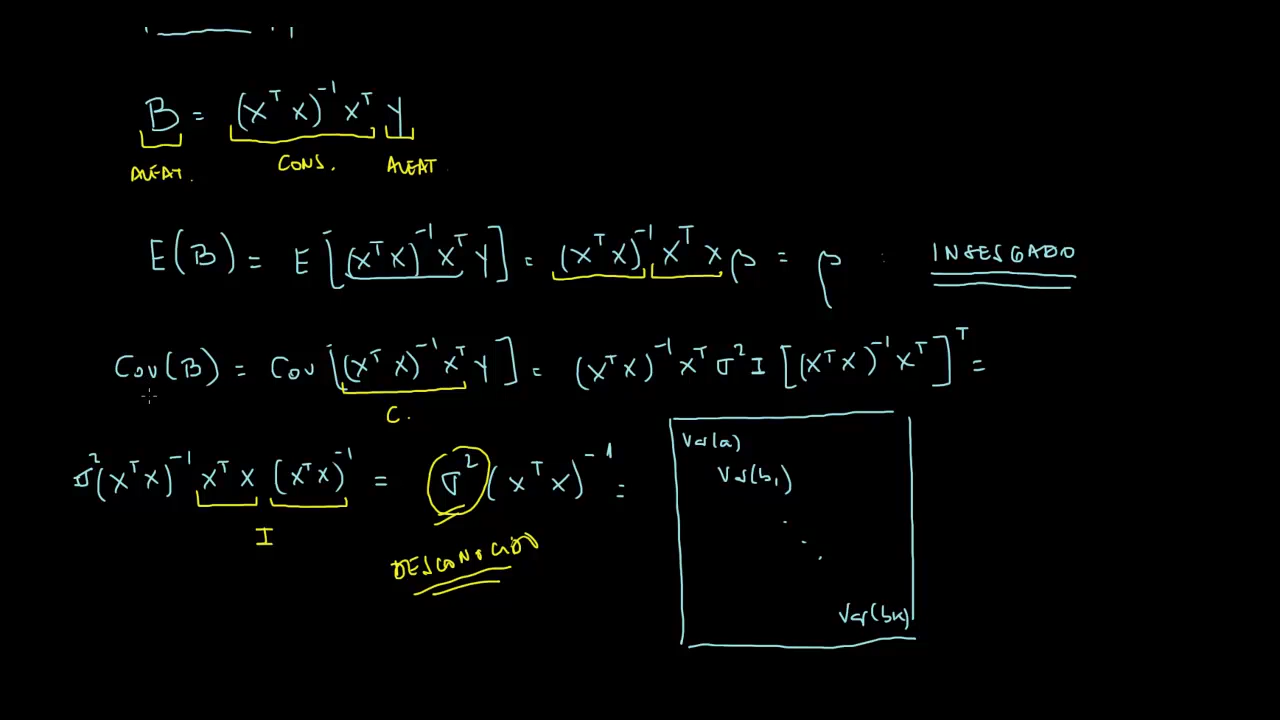 B = (XᵀX)⁻¹XᵀY
ALEAT. CONS. ALEAT.
E(B) = E[(XᵀX)⁻¹XᵀY] = (XᵀX)⁻¹XᵀXβ = β : INSESGADO
Cov(B) = Cov[(XᵀX)⁻¹XᵀY] = (XᵀX)⁻¹Xᵀσ²I[(XᵀX)⁻¹Xᵀ]ᵀ =
C.
σ²(XᵀX)⁻¹XᵀX(XᵀX)⁻¹ = σ²(XᵀX)⁻¹ =
I
DESCONOCIDO
Var(a)
Var(b₁)
Var(bk)